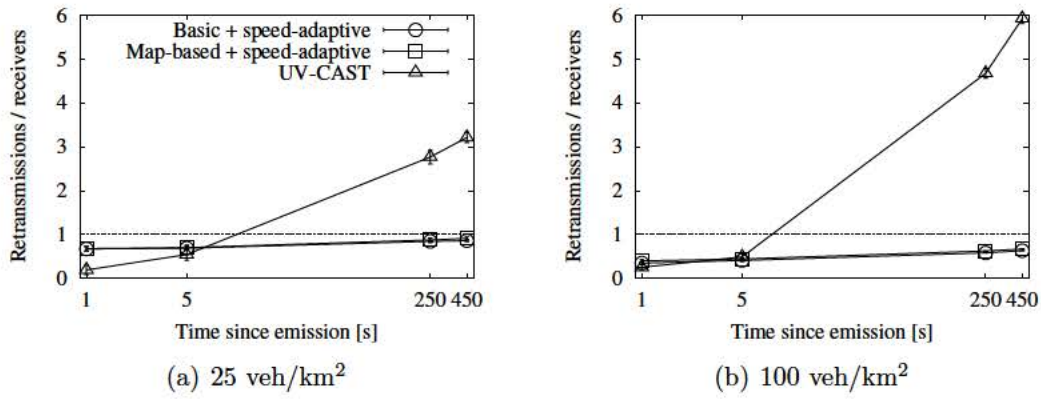 6
5
4
3
2
1
0
Retransmissions / receivers
Basic + speed-adaptive
Map-based + speed-adaptive
UV-CAST
1 5 250 450
Time since emission [s]
(a) 25 veh/km²
6
5
4
3
2
1
0
Retransmissions / receivers
1 5 250 450
Time since emission [s]
(b) 100 veh/km²